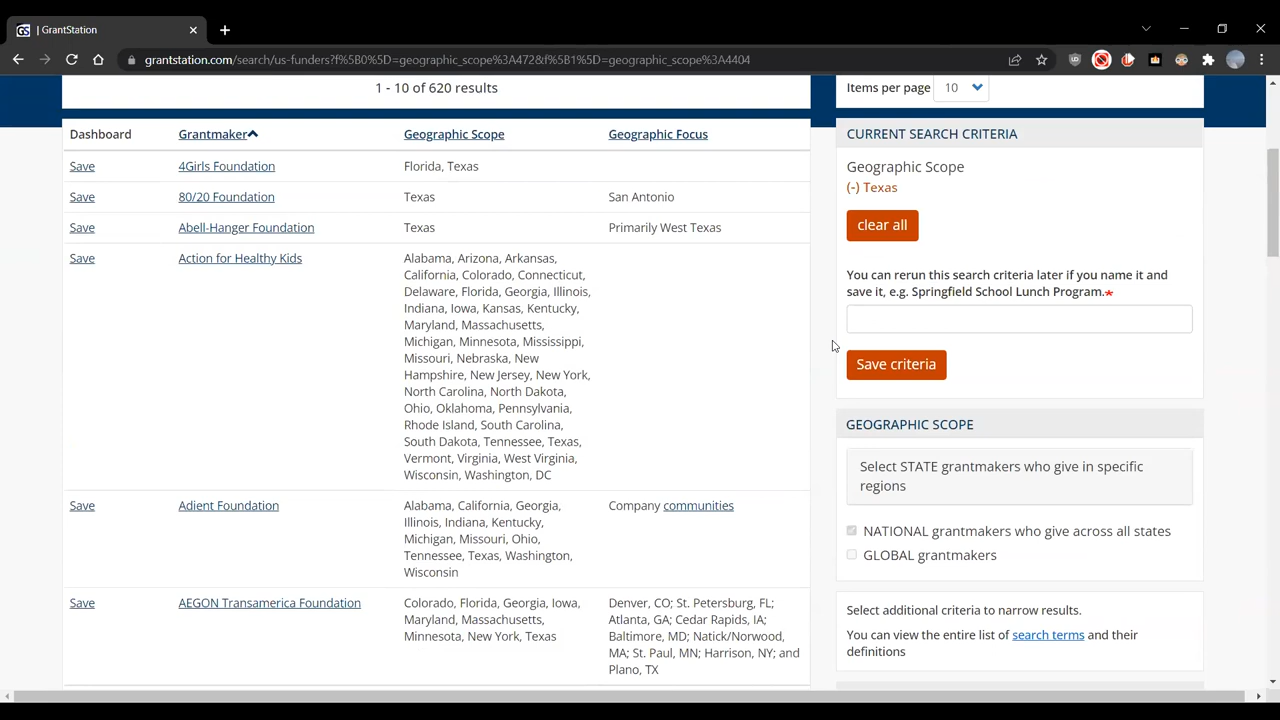 | GrantStation
grantstation.com/search/us-funders?f%5B0%5D=geographic_scope%3A472&f%5B1%5D=geographic_scope%3A4404
1 - 10 of 620 results
Items per page 10
Dashboard Grantmaker Geographic Scope Geographic Focus
Save 4Girls Foundation Florida, Texas
Save 80/20 Foundation Texas San Antonio
Save Abell-Hanger Foundation Texas Primarily West Texas
Save Action for Healthy Kids Alabama, Arizona, Arkansas,
California, Colorado, Connecticut,
Delaware, Florida, Georgia, Illinois,
Indiana, Iowa, Kansas, Kentucky,
Maryland, Massachusetts,
Michigan, Minnesota, Mississippi,
Missouri, Nebraska, New
Hampshire, New Jersey, New York,
North Carolina, North Dakota,
Ohio, Oklahoma, Pennsylvania,
Rhode Island, South Carolina,
South Dakota, Tennessee, Texas,
Vermont, Virginia, West Virginia,
Wisconsin, Washington, DC
Save Adient Foundation Alabama, California, Georgia, Company communities
Illinois, Indiana, Kentucky,
Michigan, Missouri, Ohio,
Tennessee, Texas, Washington,
Wisconsin
Save AEGON Transamerica Foundation Colorado, Florida, Georgia, Iowa, Denver, CO; St. Petersburg, FL;
Maryland, Massachusetts, Atlanta, GA; Cedar Rapids, IA;
Minnesota, New York, Texas Baltimore, MD; Natick/Norwood,
MA; St. Paul, MN; Harrison, NY; and
Plano, TX
CURRENT SEARCH CRITERIA
Geographic Scope
(-) Texas
clear all
You can rerun this search criteria later if you name it and
save it, e.g. Springfield School Lunch Program.*
Save criteria
GEOGRAPHIC SCOPE
Select STATE grantmakers who give in specific
regions
NATIONAL grantmakers who give across all states
GLOBAL grantmakers
Select additional criteria to narrow results.
You can view the entire list of search terms and their
definitions